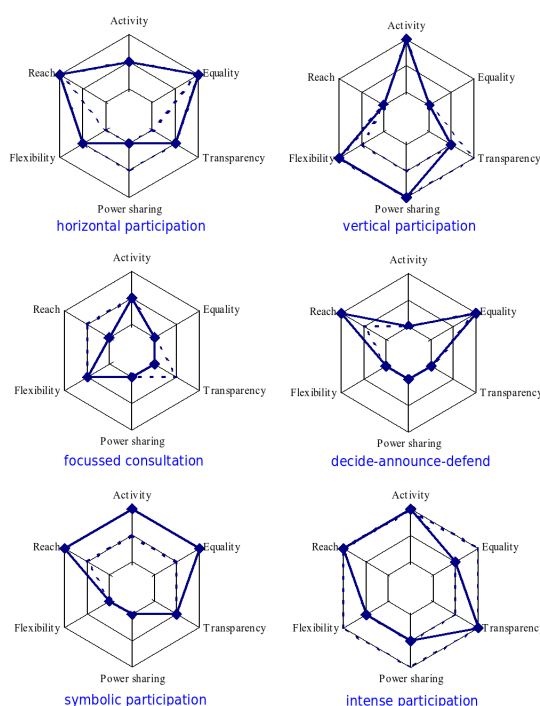 Activity
Reach
Equality
Flexibility
Transparency
Power sharing
horizontal participation
Activity
Reach
Equality
Flexibility
Transparency
Power sharing
vertical participation
Activity
Reach
Equality
Flexibility
Transparency
Power sharing
focussed consultation
Activity
Reach
Equality
Flexibility
Transparency
Power sharing
decide-announce-defend
Activity
Reach
Equality
Flexibility
Transparency
Power sharing
symbolic participation
Activity
Reach
Equality
Flexibility
Transparency
Power sharing
intense participation